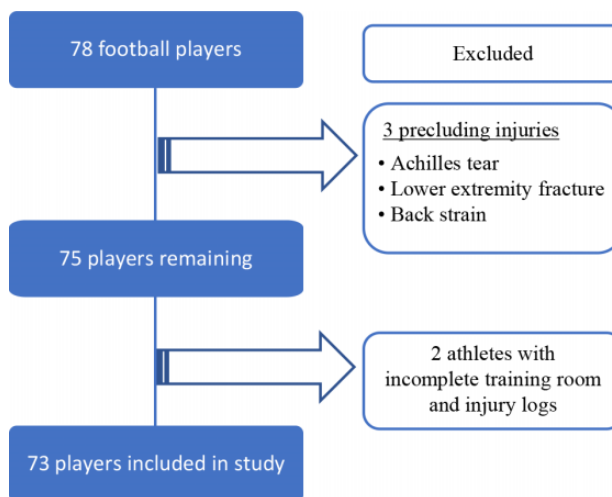 78 football players
Excluded
3 precluding injuries
• Achilles tear
• Lower extremity fracture
• Back strain
75 players remaining
2 athletes with
incomplete training room
and injury logs
73 players included in study